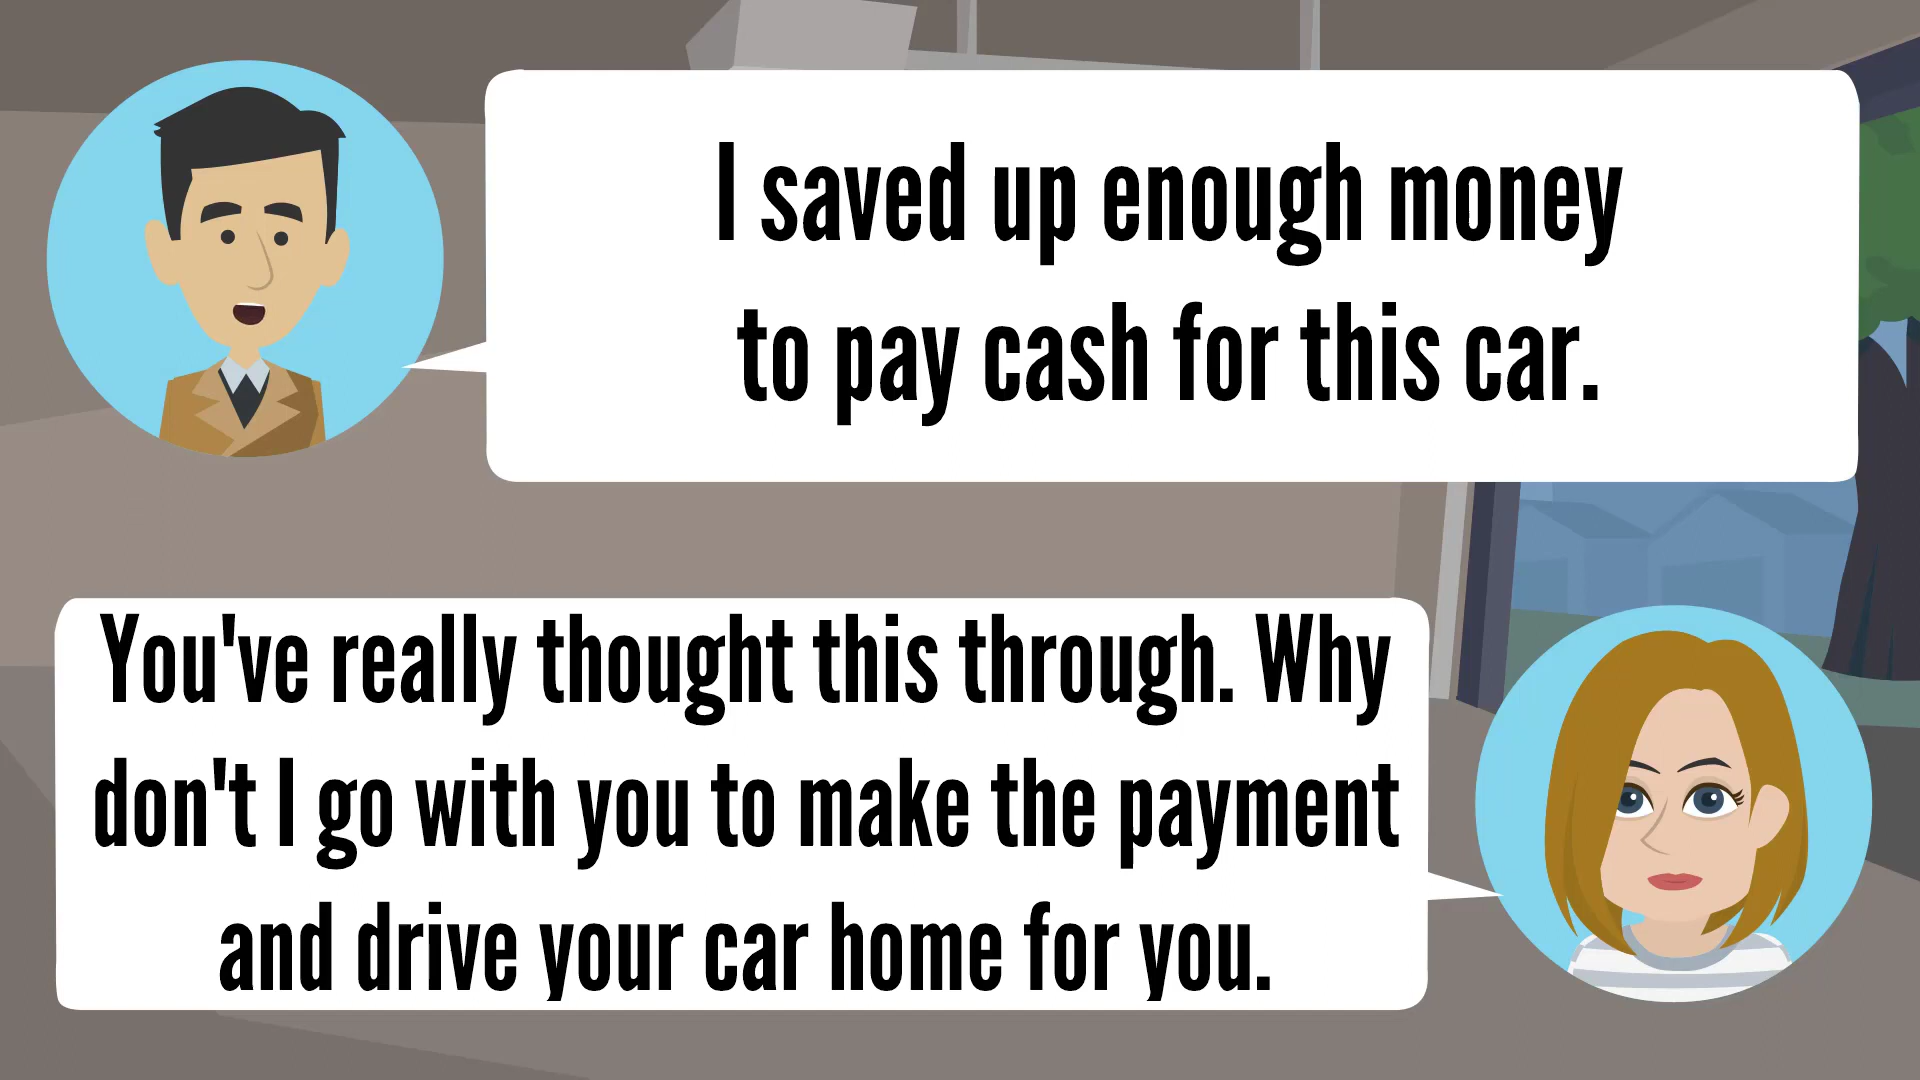 I saved up enough money
to pay cash for this car.
You've really thought this through. Why
don't I go with you to make the payment
and drive your car home for you.